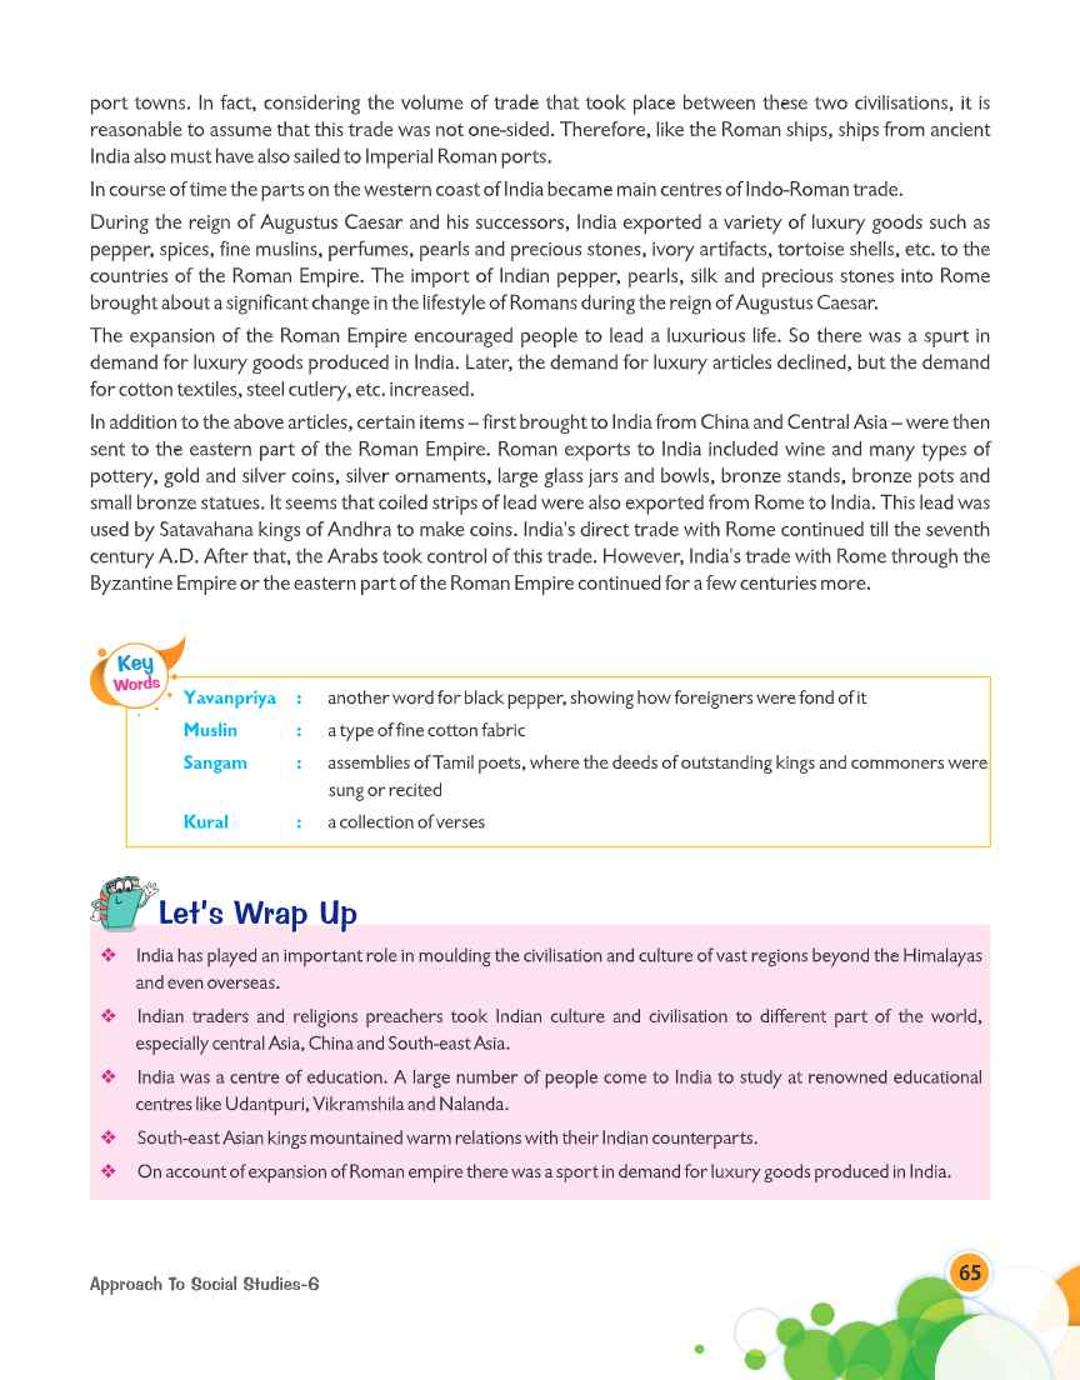 port towns. In fact, considering the volume of trade that took place between these two civilisations, it is
reasonable to assume that this trade was not one-sided. Therefore, like the Roman ships, ships from ancient
India also must have also sailed to Imperial Roman ports.
In course of time the parts on the western coast of India became main centres of Indo-Roman trade.
During the reign of Augustus Caesar and his successors, India exported a variety of luxury goods such as
pepper, spices, fine muslins, perfumes, pearls and precious stones, ivory artifacts, tortoise shells, etc. to the
countries of the Roman Empire. The import of Indian pepper, pearls, silk and precious stones into Rome
brought about a significant change in the lifestyle of Romans during the reign of Augustus Caesar.
The expansion of the Roman Empire encouraged people to lead a luxurious life. So there was a spurt in
demand for luxury goods produced in India. Later, the demand for luxury articles declined, but the demand
for cotton textiles, steel cutlery, etc. increased.
In addition to the above articles, certain items – first brought to India from China and Central Asia – were then
sent to the eastern part of the Roman Empire. Roman exports to India included wine and many types of
pottery, gold and silver coins, silver ornaments, large glass jars and bowls, bronze stands, bronze pots and
small bronze statues. It seems that coiled strips of lead were also exported from Rome to India. This lead was
used by Satavahana kings of Andhra to make coins. India's direct trade with Rome continued till the seventh
century A.D. After that, the Arabs took control of this trade. However, India's trade with Rome through the
Byzantine Empire or the eastern part of the Roman Empire continued for a few centuries more.
Key
Words
Yavanpriya : another word for black pepper, showing how foreigners were fond of it
Muslin : a type of fine cotton fabric
Sangam : assemblies of Tamil poets, where the deeds of outstanding kings and commoners were
sung or recited
Kural : a collection of verses
Let's Wrap Up
❖ India has played an important role in moulding the civilisation and culture of vast regions beyond the Himalayas
and even overseas.
❖ Indian traders and religions preachers took Indian culture and civilisation to different part of the world,
especially central Asia, China and South-east Asia.
❖ India was a centre of education. A large number of people come to India to study at renowned educational
centres like Udantpuri, Vikramshila and Nalanda.
❖ South-east Asian kings mountained warm relations with their Indian counterparts.
❖ On account of expansion of Roman empire there was a sport in demand for luxury goods produced in India.
Approach To Social Studies-6
65